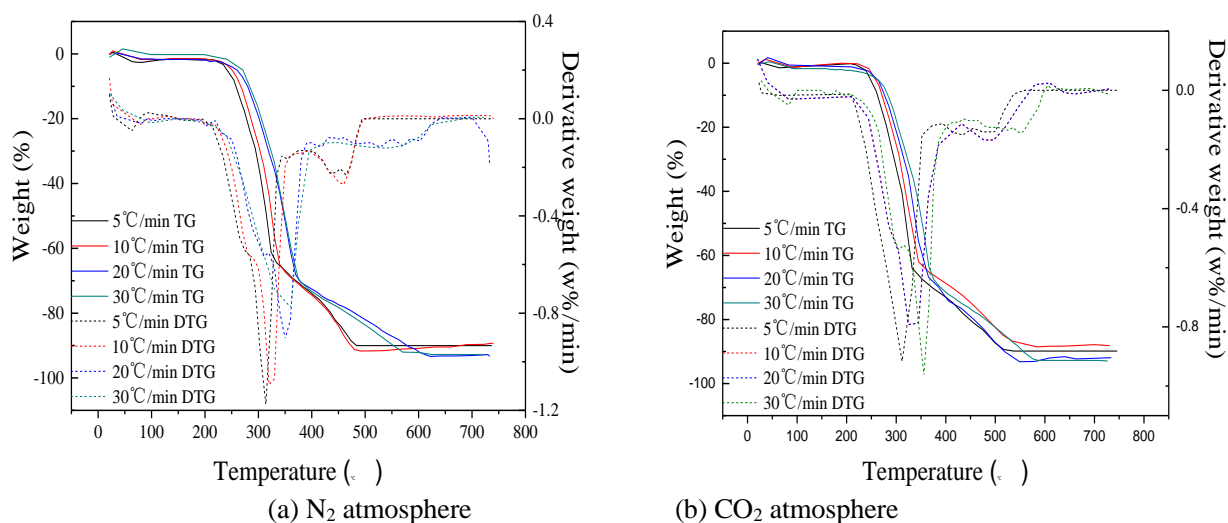 0.4
0
0.0
-20
-40
-0.4
-60
-0.8
-80
-100
-1.2
0 100 200 300 400 500 600 700 800
Weight (%)
Derivative weight (w%/min)
5℃/min TG
10℃/min TG
20℃/min TG
30℃/min TG
5℃/min DTG
10℃/min DTG
20℃/min DTG
30℃/min DTG
Temperature ( )
(a) N₂ atmosphere
0
0.0
-20
-40
-0.4
-60
-80
-0.8
-100
0 100 200 300 400 500 600 700 800
Weight (%)
Derivative weight (w%/min)
5℃/min TG
10℃/min TG
20℃/min TG
30℃/min TG
5℃/min DTG
10℃/min DTG
20℃/min DTG
30℃/min DTG
Temperature ( )
(b) CO₂ atmosphere